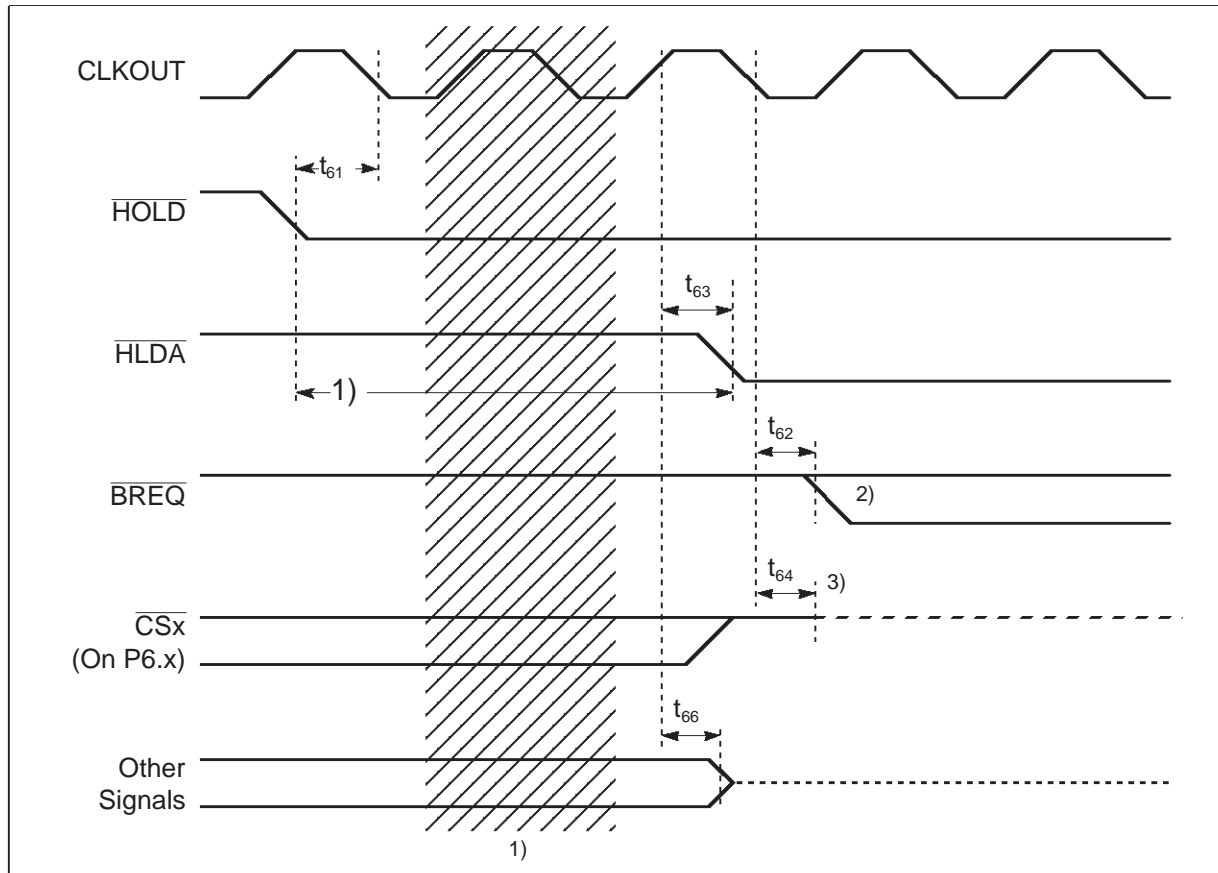 CLKOUT
t61
HOLD
t63
HLDA
1)
t62
BREQ
2)
t64
3)
CSx
(On P6.x)
t66
Other
Signals
1)